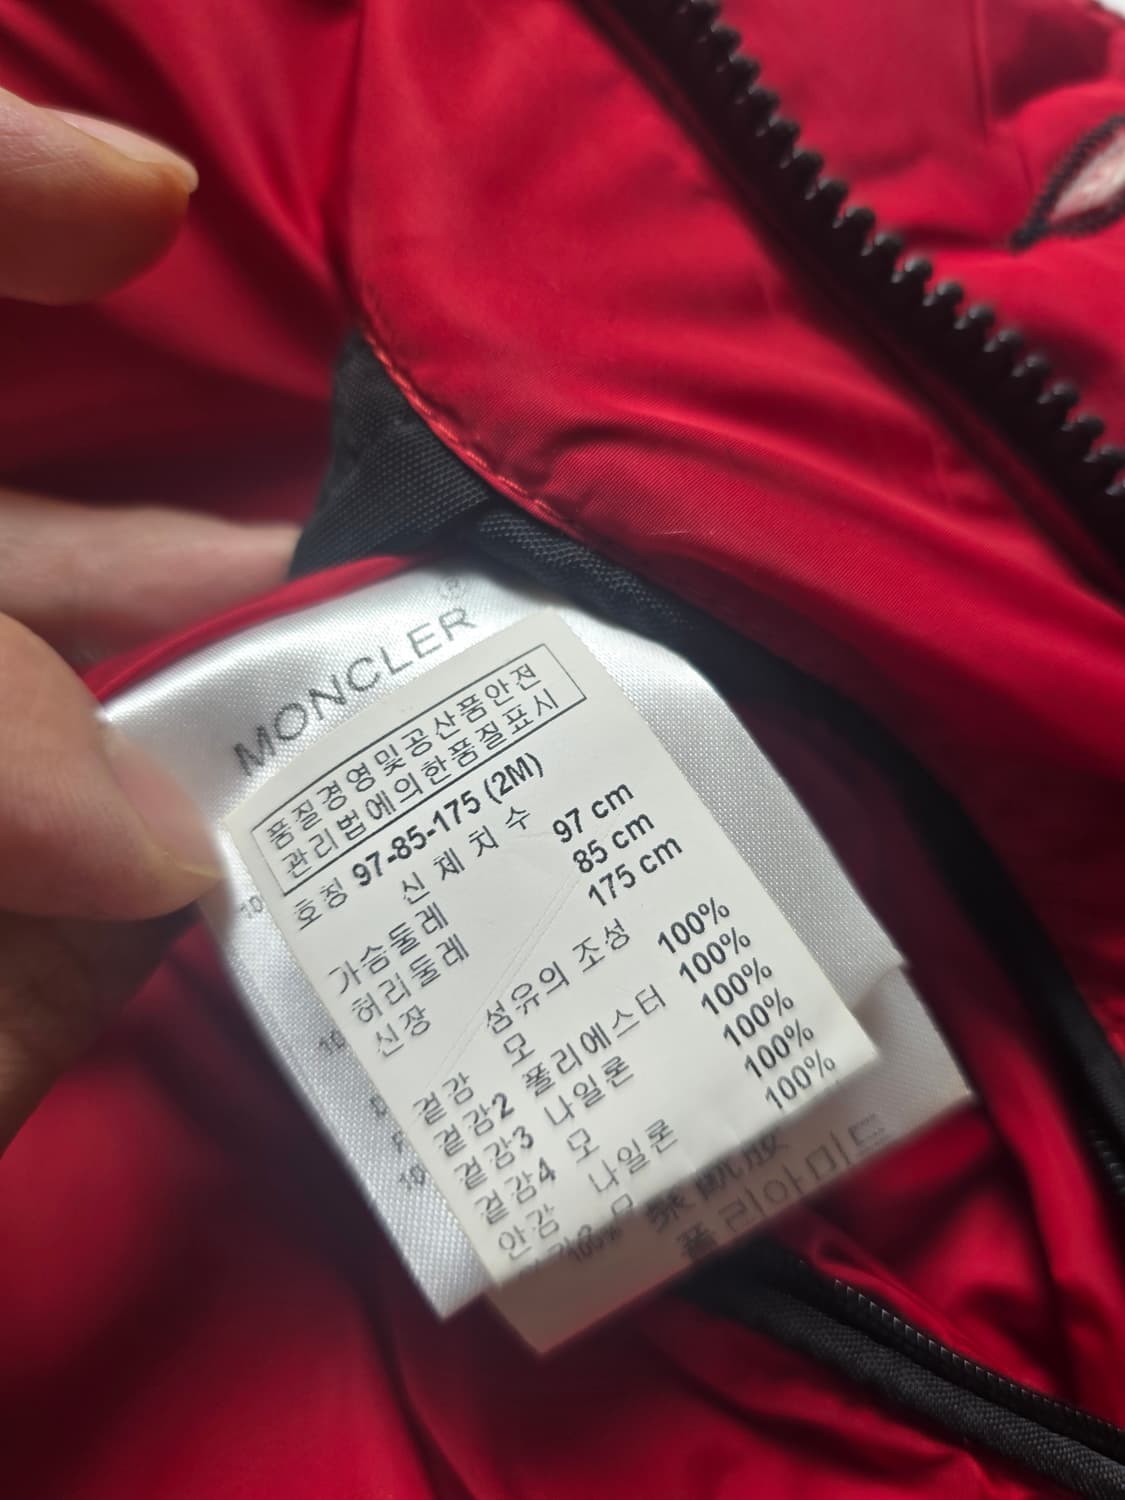 MONCLER®
품질경영및공산품안전
관리법에의한품질표시
호칭 97-85-175 (2M)
신 체 치 수
가슴둘레 97 cm
허리둘레 85 cm
신장 175 cm
섬유의 조성
겉감 모 100%
겉감2 폴리에스터 100%
겉감3 나일론 100%
겉감4 모 100%
안감 나일론 100%
100%
폴리아미드